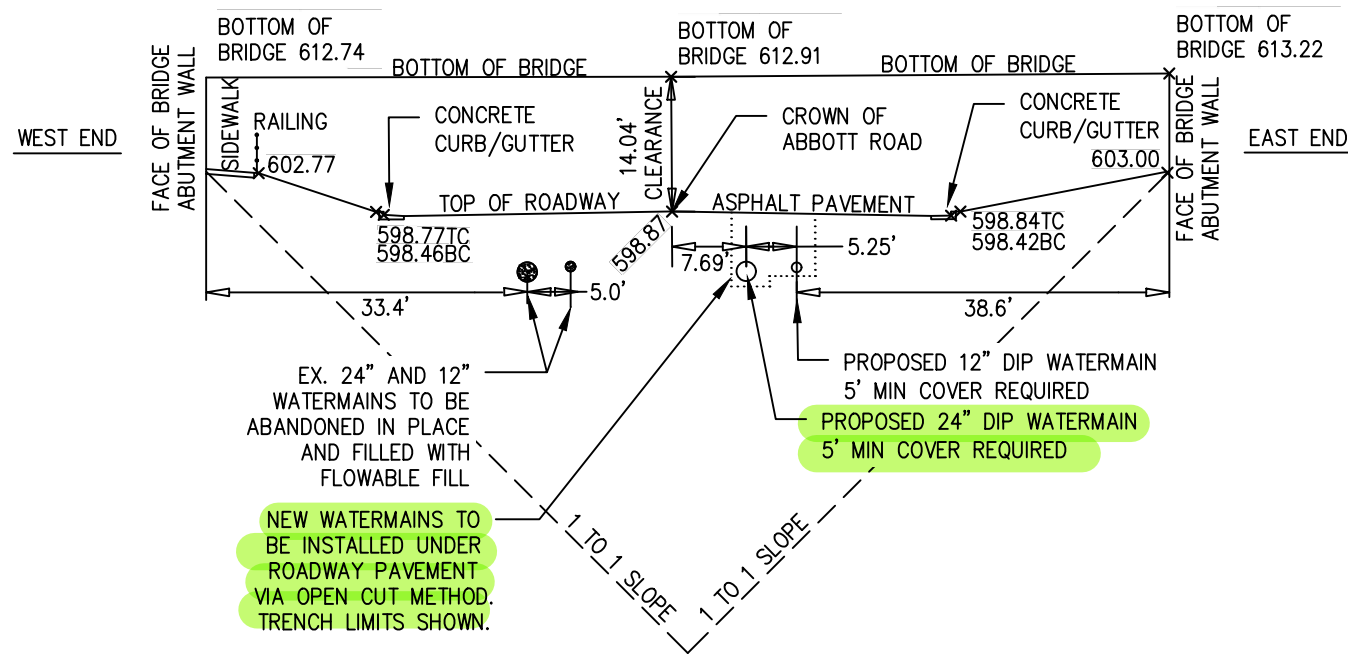 BOTTOM OF
BRIDGE 612.74
BOTTOM OF
BRIDGE 612.91
BOTTOM OF
BRIDGE 613.22
BOTTOM OF BRIDGE
BOTTOM OF BRIDGE
WEST END
FACE OF BRIDGE
ABUTMENT WALL
SIDEWALK
RAILING
602.77
CONCRETE
CURB/GUTTER
14.04'
CLEARANCE
CROWN OF
ABBOTT ROAD
CONCRETE
CURB/GUTTER
603.00
FACE OF BRIDGE
ABUTMENT WALL
EAST END
TOP OF ROADWAY
ASPHALT PAVEMENT
598.77TC
598.46BC
598.87
598.84TC
598.42BC
7.69'
5.25'
33.4'
5.0'
38.6'
EX. 24" AND 12"
WATERMAINS TO BE
ABANDONED IN PLACE
AND FILLED WITH
FLOWABLE FILL
PROPOSED 12" DIP WATERMAIN
5' MIN COVER REQUIRED
PROPOSED 24" DIP WATERMAIN
5' MIN COVER REQUIRED
NEW WATERMAINS TO
BE INSTALLED UNDER
ROADWAY PAVEMENT
VIA OPEN CUT METHOD.
TRENCH LIMITS SHOWN.
1 TO 1 SLOPE
1 TO 1 SLOPE